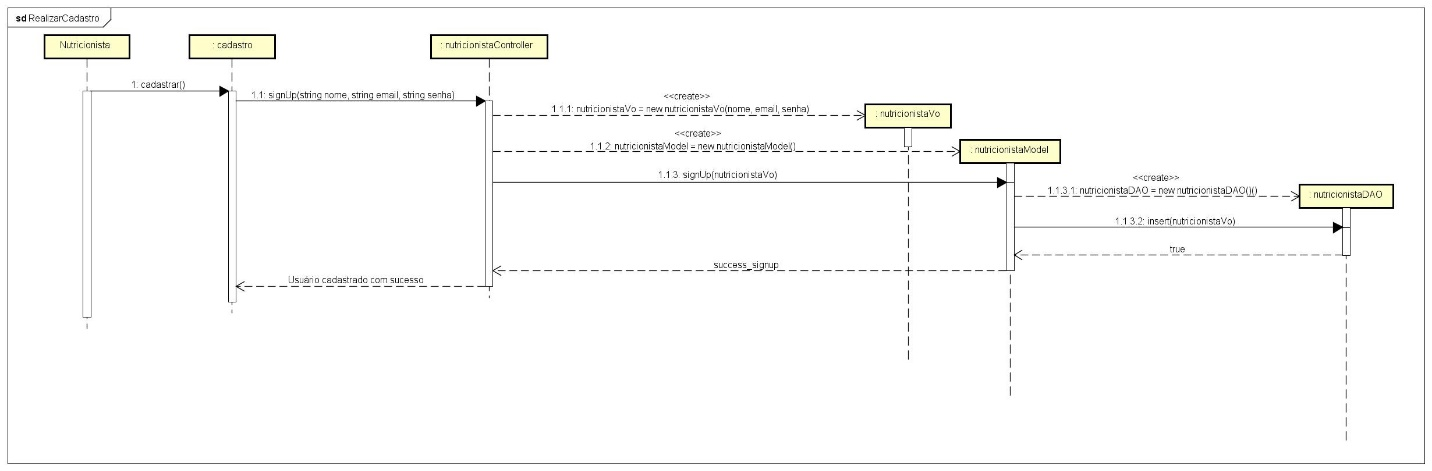 sd RealizarCadastro
Nutricionista
: cadastro
: nutricionistaController
1: cadastrar()
1.1: signUp(string nome, string email, string senha)
<<create>>
1.1.1: nutricionistaVo = new nutricionistaVo(nome, email, senha)
: nutricionistaVo
<<create>>
1.1.2: nutricionistaModel = new nutricionistaModel()
: nutricionistaModel
1.1.3: signUp(nutricionistaVo)
<<create>>
1.1.3.1: nutricionistaDAO = new nutricionistaDAO()()
: nutricionistaDAO
1.1.3.2: insert(nutricionistaVo)
true
success_signup
Usuário cadastrado com sucesso